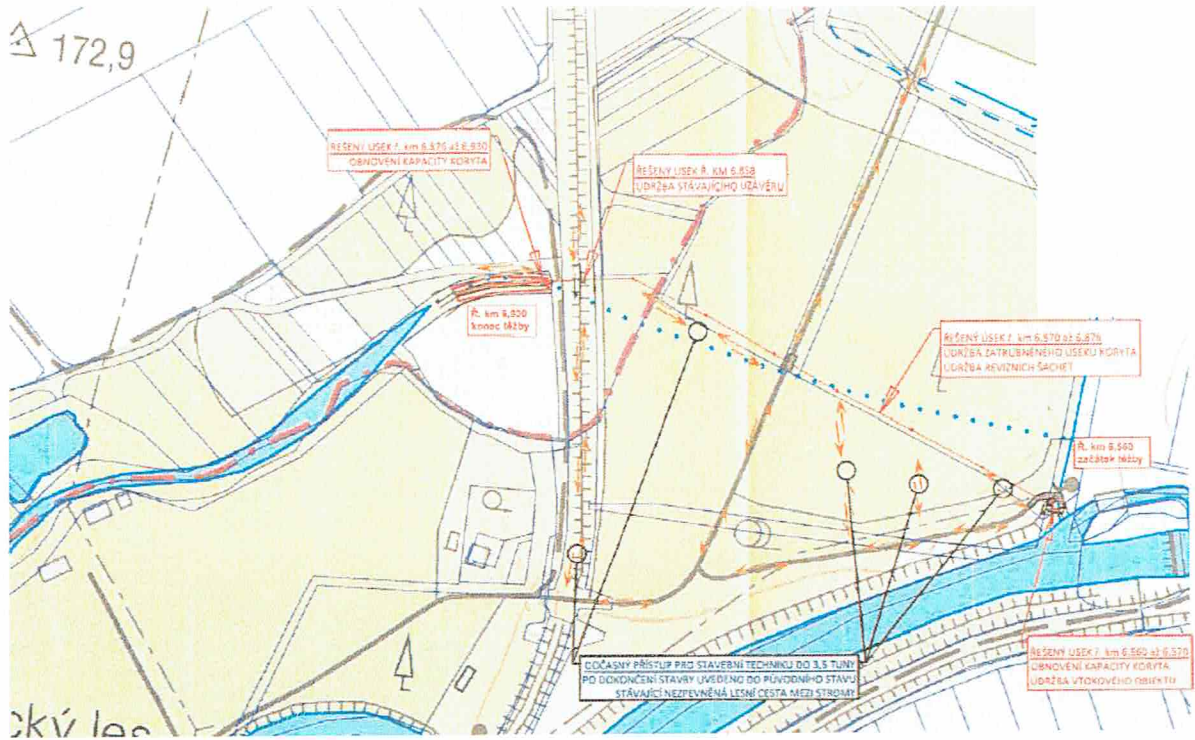 172,9
ŘEŠENÝ ÚSEK ř. km 6.876 až 6.930
OBNOVENÍ KAPACITY KORYTA
ŘEŠENÝ ÚSEK Ř. KM 6.858
ÚDRŽBA STÁVAJÍCÍHO UZÁVĚRU
Ř. km 6,900
konec těžby
ŘEŠENÝ ÚSEK ř. km 6.570 až 6.876
ÚDRŽBA ZATRUBNĚNÉHO ÚSEKU KORYTA
ÚDRŽBA REVIZNÍCH ŠACHET
Ř. km 6,560
začátek těžby
DOČASNÝ PŘÍSTUP PRO STAVEBNÍ TECHNIKU DO 3,5 TUNY
PO DOKONČENÍ STAVBY UVEDENO DO PŮVODNÍHO STAVU
STÁVAJÍCÍ NEZPEVNĚNÁ LESNÍ CESTA MEZI STROMY
ŘEŠENÝ ÚSEK ř. km 6.560 až 6.570
OBNOVENÍ KAPACITY KORYTA
ÚDRŽBA VTOKOVÉHO OBJEKTU
cký les